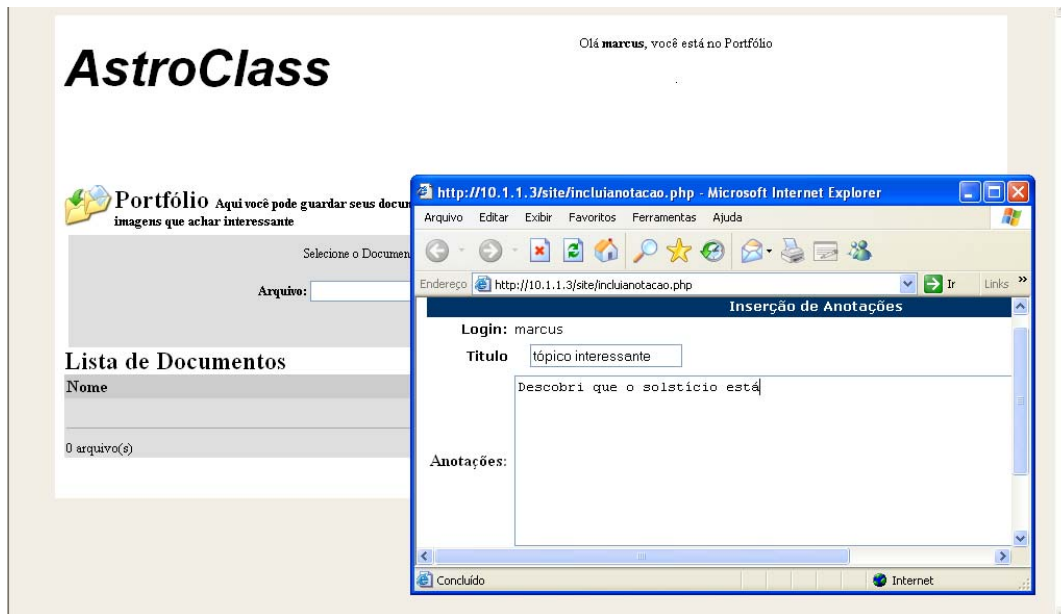 AstroClass
Olá marcus, você está no Portfólio
Portfólio Aqui você pode guardar seus docum
imagens que achar interessante
Selecione o Documen
Arquivo:
Lista de Documentos
Nome
0 arquivo(s)
http://10.1.1.3/site/incluianotacao.php - Microsoft Internet Explorer
Arquivo Editar Exibir Favoritos Ferramentas Ajuda
Endereço http://10.1.1.3/site/incluianotacao.php Ir Links »
Inserção de Anotações
Login: marcus
Titulo tópico interessante
Descobri que o solstício está
Anotações:
Concluído Internet